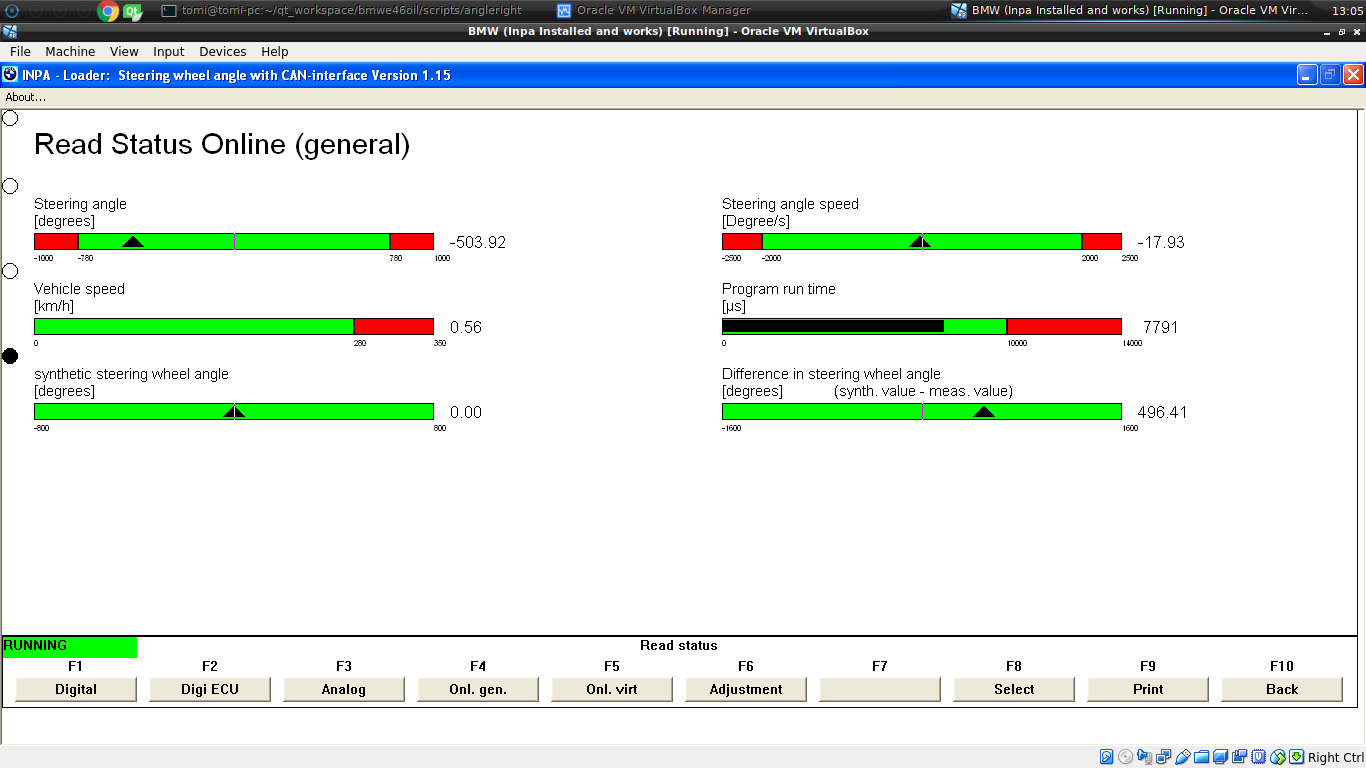 tomi@tomi-pc:~/qt_workspace/bmwe46oil/scripts/angleright
Oracle VM VirtualBox Manager
BMW (Inpa Installed and works) [Running] - Oracle VM Vir...
13:05
BMW (Inpa Installed and works) [Running] - Oracle VM VirtualBox
File Machine View Input Devices Help
INPA - Loader: Steering wheel angle with CAN-interface Version 1.15
About...
Read Status Online (general)
Steering angle
[degrees]
-503.92
-1000 -780 780 1000
Steering angle speed
[Degree/s]
-17.93
-2500 -2000 2000 2500
Vehicle speed
[km/h]
0.56
0 280 350
Program run time
[µs]
7791
0 10000 14000
synthetic steering wheel angle
[degrees]
0.00
-800 800
Difference in steering wheel angle
[degrees] (synth. value - meas. value)
496.41
-1600 1600
RUNNING Read status
F1 F2 F3 F4 F5 F6 F7 F8 F9 F10
Digital Digi ECU Analog Onl. gen. Onl. virt Adjustment Select Print Back
Right Ctrl